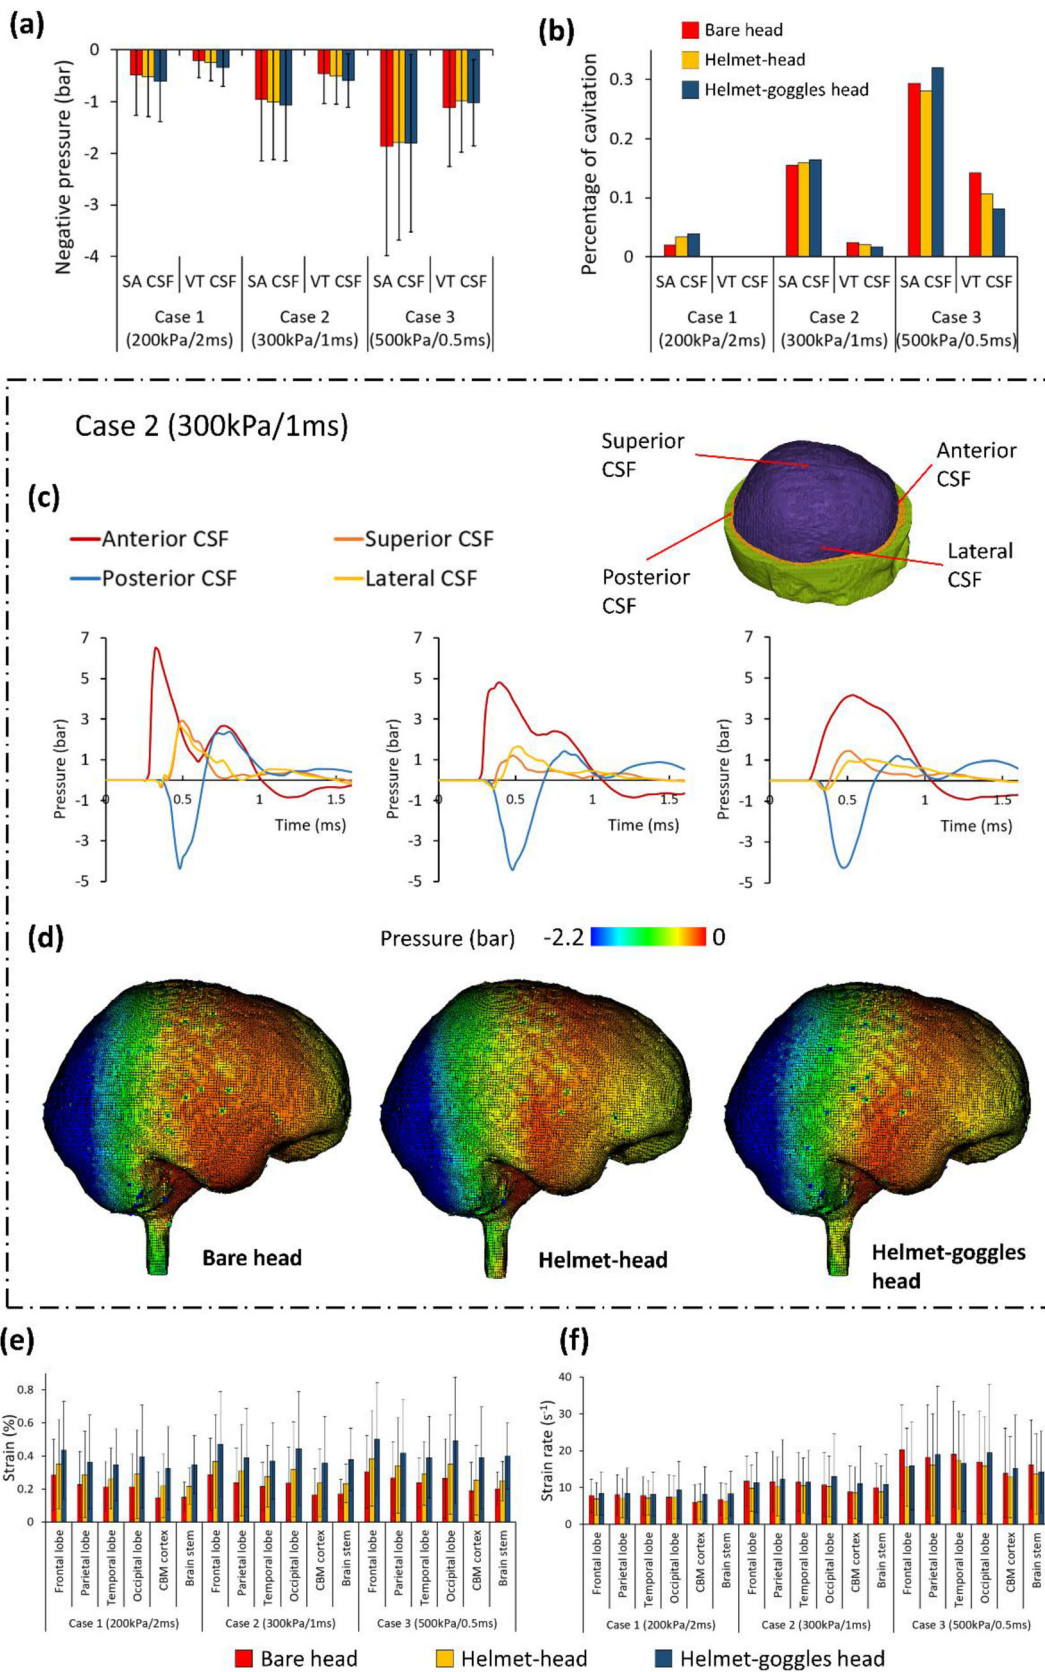 (a)
Negative pressure (bar)
0
-1
-2
-3
-4
SA CSF VT CSF SA CSF VT CSF SA CSF VT CSF
Case 1 Case 2 Case 3
(200kPa/2ms) (300kPa/1ms) (500kPa/0.5ms)
(b)
Bare head
Helmet-head
Helmet-goggles head
Percentage of cavitation
0.3
0.2
0.1
0
SA CSF VT CSF SA CSF VT CSF SA CSF VT CSF
Case 1 Case 2 Case 3
(200kPa/2ms) (300kPa/1ms) (500kPa/0.5ms)
Case 2 (300kPa/1ms)
Superior
CSF
Anterior
CSF
Posterior
CSF
Lateral
CSF
(c)
Anterior CSF Superior CSF
Posterior CSF Lateral CSF
Pressure (bar)
7
5
3
1
-1
-3
-5
0 0.5 1 1.5
Time (ms)
Pressure (bar)
7
5
3
1
-1
-3
-5
0 0.5 1 1.5
Time (ms)
Pressure (bar)
7
5
3
1
-1
-3
-5
0 0.5 1 1.5
Time (ms)
(d)
Pressure (bar) -2.2 0
Bare head
Helmet-head
Helmet-goggles
head
(e)
Strain (%)
0.8
0.6
0.4
0.2
0
Frontal lobe
Parietal lobe
Temporal lobe
Occipital lobe
CBM cortex
Brain stem
Frontal lobe
Parietal lobe
Temporal lobe
Occipital lobe
CBM cortex
Brain stem
Frontal lobe
Parietal lobe
Temporal lobe
Occipital lobe
CBM cortex
Brain stem
Case 1 (200kPa/2ms) Case 2 (300kPa/1ms) Case 3 (500kPa/0.5ms)
(f)
Strain rate (s⁻¹)
40
30
20
10
0
Frontal lobe
Parietal lobe
Temporal lobe
Occipital lobe
CBM cortex
Brain stem
Frontal lobe
Parietal lobe
Temporal lobe
Occipital lobe
CBM cortex
Brain stem
Frontal lobe
Parietal lobe
Temporal lobe
Occipital lobe
CBM cortex
Brain stem
Case 1 (200kPa/2ms) Case 2 (300kPa/1ms) Case 3 (500kPa/0.5ms)
Bare head Helmet-head Helmet-goggles head